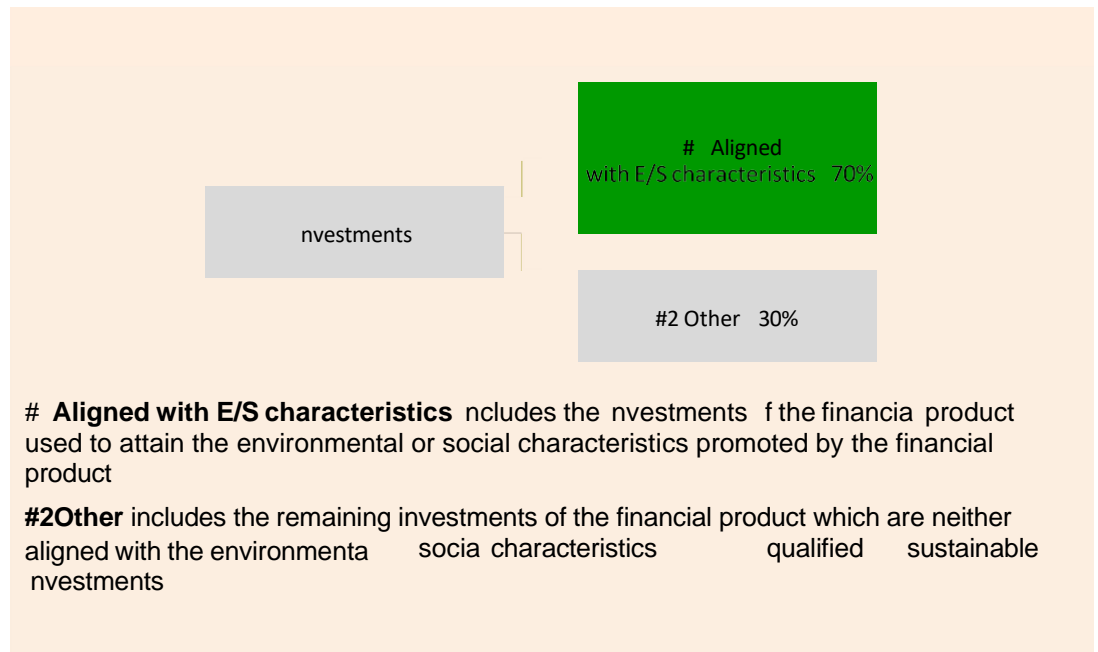 # Aligned
with E/S characteristics 70%
nvestments
#2 Other 30%
# Aligned with E/S characteristics ncludes the nvestments f the financia product
used to attain the environmental or social characteristics promoted by the financial
product
#2Other includes the remaining investments of the financial product which are neither
aligned with the environmenta socia characteristics qualified sustainable
nvestments